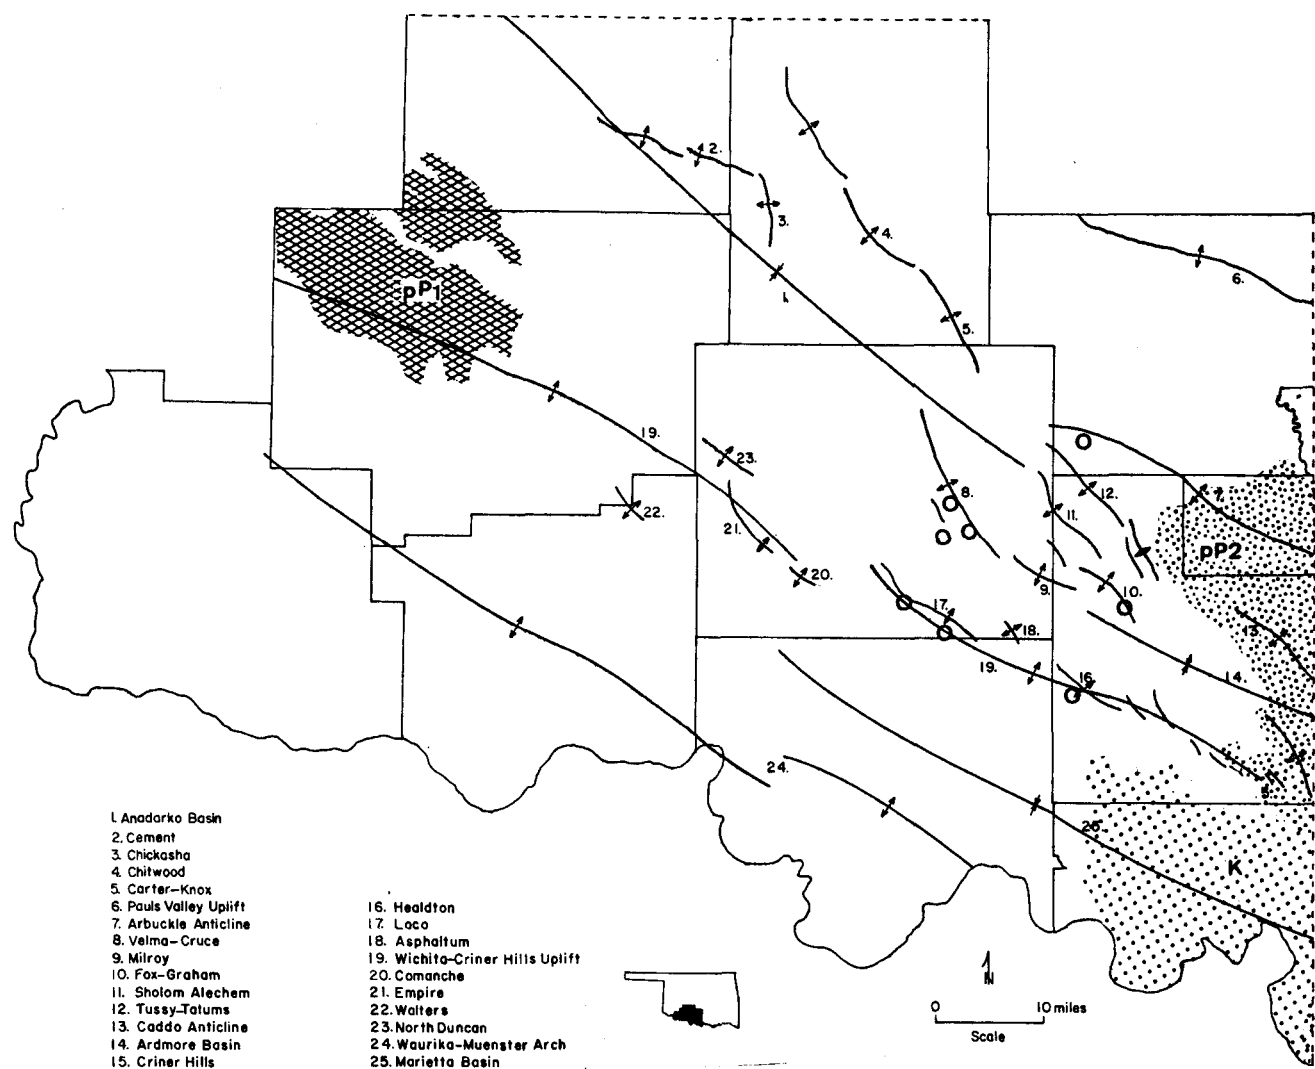 2.
3.
4.
1.
6.
5.
pP1
19.
23.
22.
21.
20.
8.
12.
11.
7.
pP2
9.
10.
17.
18.
13.
19.
16.
14.
24.
25.
K
1. Anadarko Basin
2. Cement
3. Chickasha
4. Chitwood
5. Carter-Knox
6. Pauls Valley Uplift
7. Arbuckle Anticline
8. Velma-Cruce
9. Milroy
10. Fox-Graham
11. Sholom Alechem
12. Tussy-Tatums
13. Caddo Anticline
14. Ardmore Basin
15. Criner Hills
16. Healdton
17. Loco
18. Asphaltum
19. Wichita-Criner Hills Uplift
20. Comanche
21. Empire
22. Walters
23. North Duncan
24. Waurika-Muenster Arch
25. Marietta Basin
N
0 10 miles
Scale